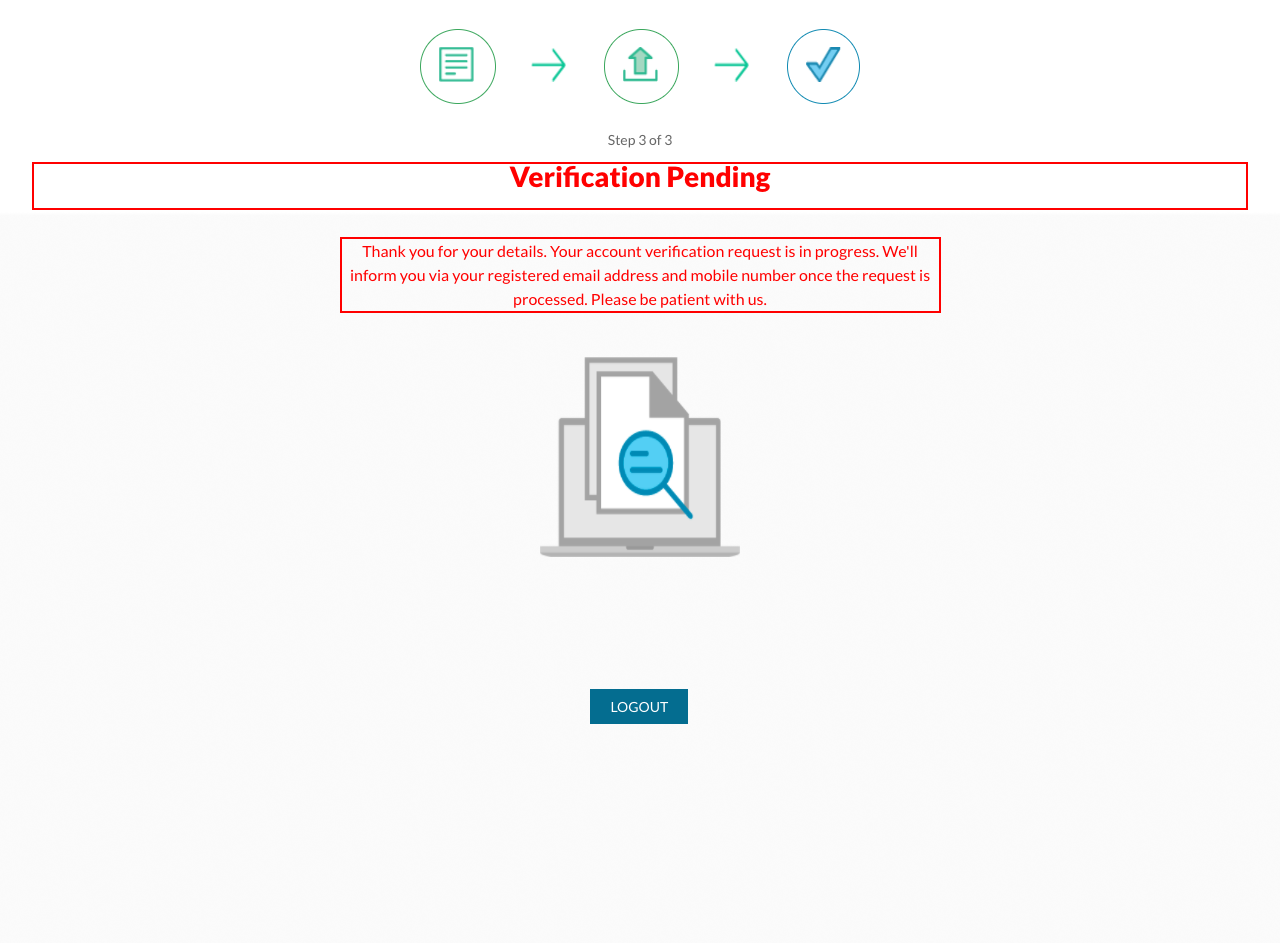 Step 3 of 3
Verification Pending
Thank you for your details. Your account verification request is in progress. We'll
inform you via your registered email address and mobile number once the request is
processed. Please be patient with us.
LOGOUT